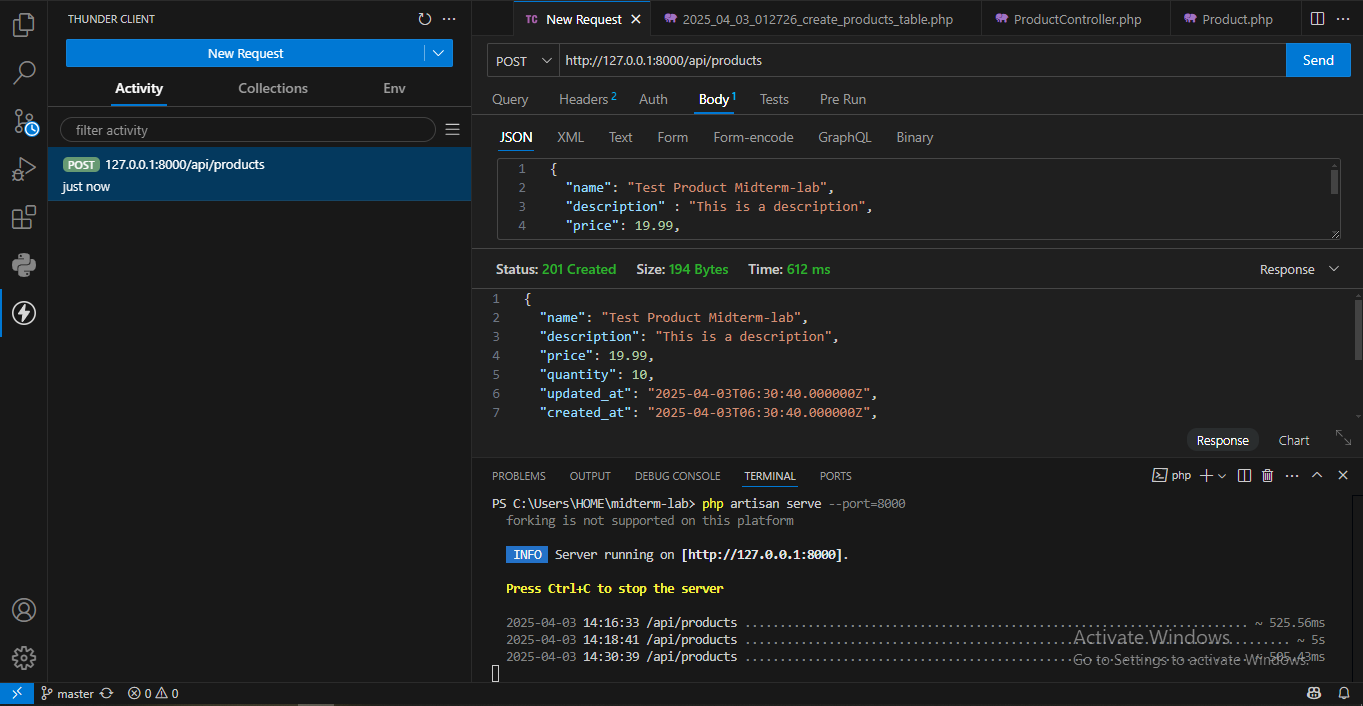 THUNDER CLIENT
New Request
Activity Collections Env
filter activity
POST 127.0.0.1:8000/api/products
just now
TC New Request 2025_04_03_012726_create_products_table.php ProductController.php Product.php
POST http://127.0.0.1:8000/api/products Send
Query Headers 2 Auth Body 1 Tests Pre Run
JSON XML Text Form Form-encode GraphQL Binary
1 {
2 "name": "Test Product Midterm-lab",
3 "description" : "This is a description",
4 "price": 19.99,
Status: 201 Created Size: 194 Bytes Time: 612 ms Response
1 {
2 "name": "Test Product Midterm-lab",
3 "description": "This is a description",
4 "price": 19.99,
5 "quantity": 10,
6 "updated_at": "2025-04-03T06:30:40.000000Z",
7 "created_at": "2025-04-03T06:30:40.000000Z",
Response Chart
PROBLEMS OUTPUT DEBUG CONSOLE TERMINAL PORTS php
PS C:\Users\HOME\midterm-lab> php artisan serve --port=8000
forking is not supported on this platform
INFO Server running on [http://127.0.0.1:8000].
Press Ctrl+C to stop the server
2025-04-03 14:16:33 /api/products ~ 525.56ms
2025-04-03 14:18:41 /api/products ~ 5s
2025-04-03 14:30:39 /api/products ~ 505.43ms
Activate Windows
Go to Settings to activate Windows.
master 0 0